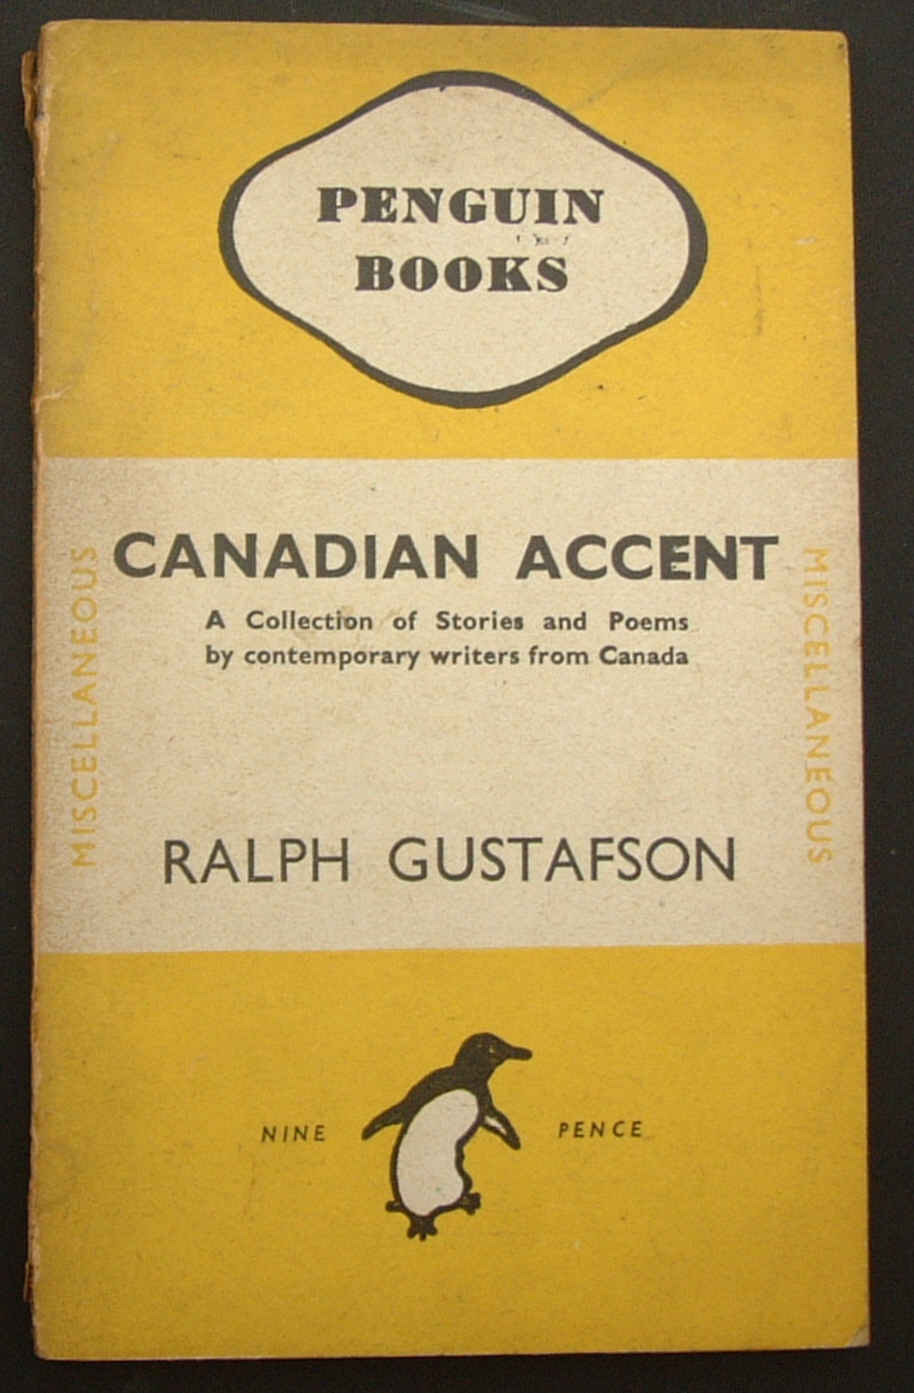 PENGUIN
BOOKS
CANADIAN ACCENT
A Collection of Stories and Poems
by contemporary writers from Canada
MISCELLANEOUS
MISCELLANEOUS
RALPH GUSTAFSON
NINE PENCE